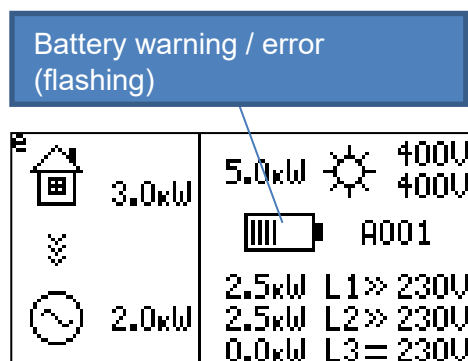 Battery warning / error
(flashing)
e
3.0kW
2.0kW
5.0kW 400V
400V
A001
2.5kW L1» 230V
2.5kW L2» 230V
0.0kW L3= 230V